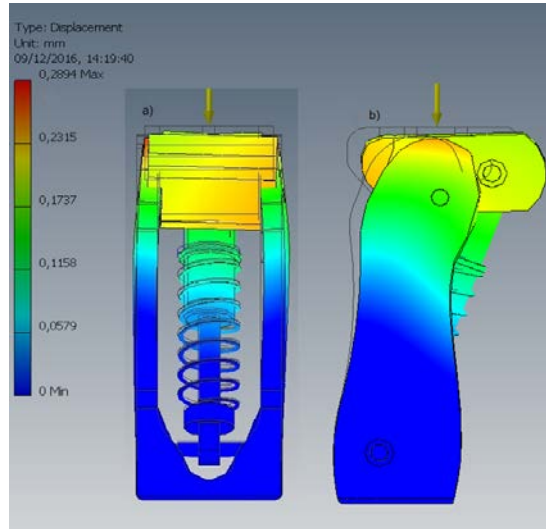 Type: Displacement
Unit: mm
09/12/2016, 14:19:40
0,2894 Max
0,2315
0,1737
0,1158
0,0579
0 Min
a)
b)